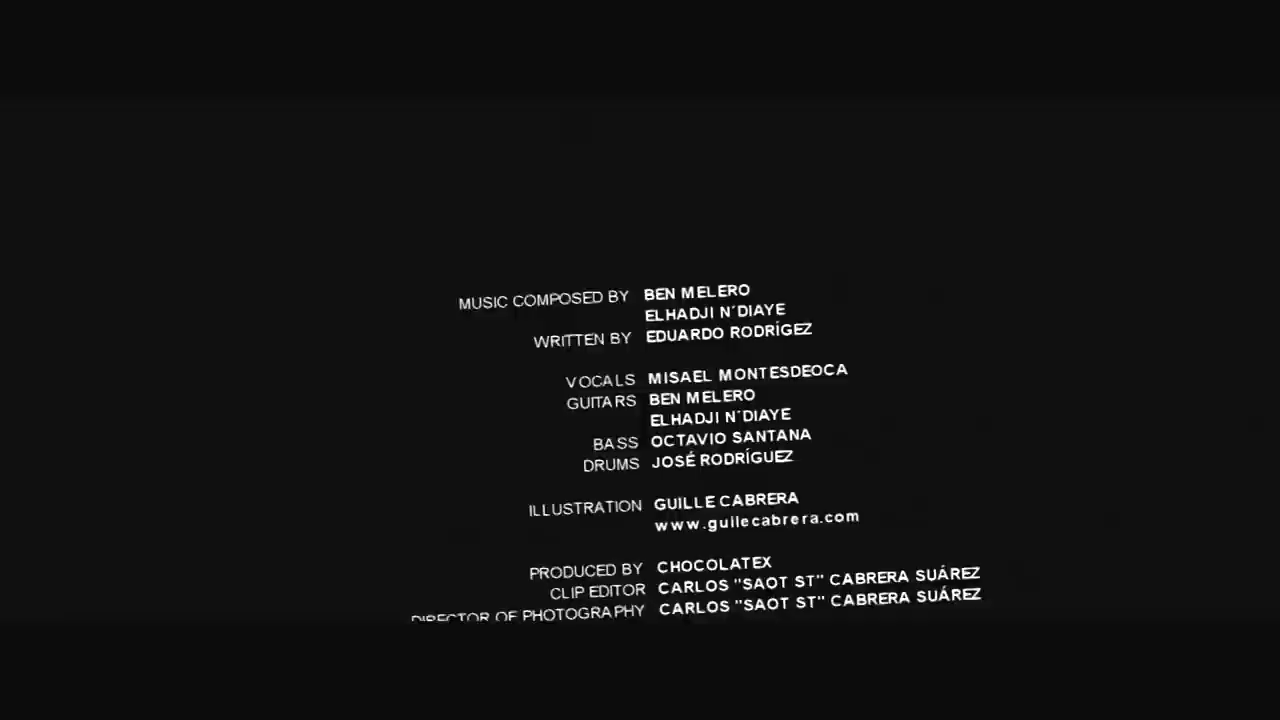 MUSIC COMPOSED BY BEN MELERO
ELHADJI N´DIAYE
WRITTEN BY EDUARDO RODRÍGEZ
VOCALS MISAEL MONTESDEOCA
GUITARS BEN MELERO
ELHADJI N´DIAYE
BASS OCTAVIO SANTANA
DRUMS JOSÉ RODRÍGUEZ
ILLUSTRATION GUILLE CABRERA
www.guilecabrera.com
PRODUCED BY CHOCOLATEX
CLIP EDITOR CARLOS "SAOT ST" CABRERA SUÁREZ
DIRECTOR OF PHOTOGRAPHY CARLOS "SAOT ST" CABRERA SUÁREZ